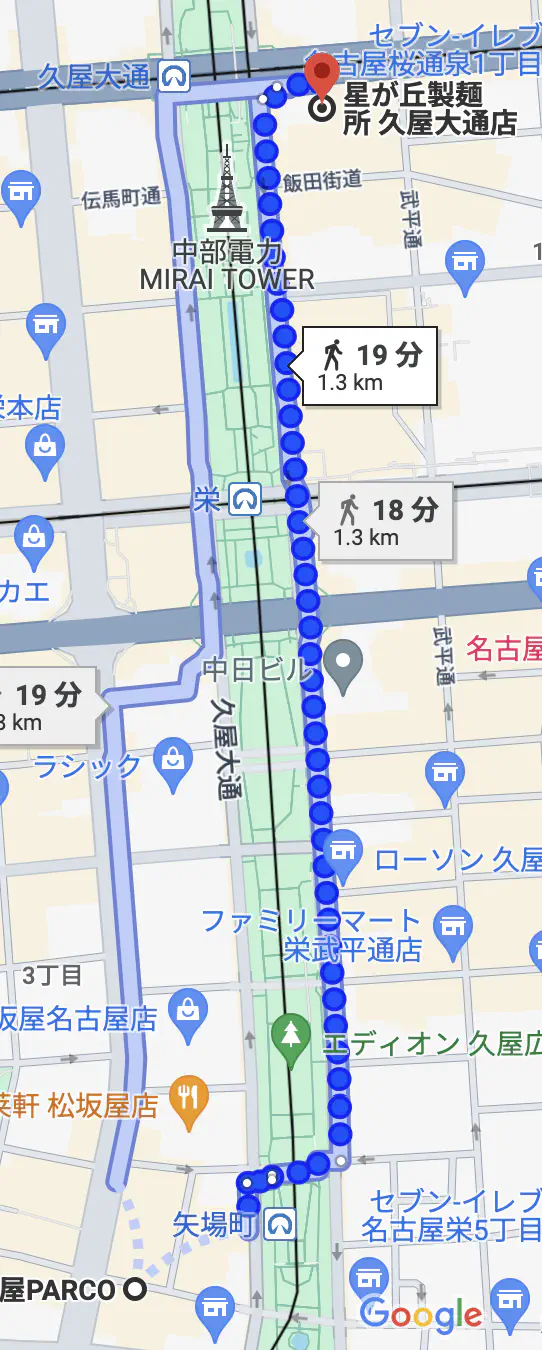 セブン-イレブ
名古屋桜通泉1丁目
久屋大通
星が丘製麺
所 久屋大通店
伝馬町通
飯田街道
武平通
中部電力
MIRAI TOWER
1
19 分
1.3 km
栄本店
栄
18 分
1.3 km
カエ
武平通
名古屋
中日ビル
19 分
3 km
久屋大通
ラシック
ローソン 久屋
ファミリーマート
栄武平通店
3丁目
坂屋名古屋店
エディオン 久屋広
軒 松坂屋店
セブン-イレブ
名古屋栄5丁目
矢場町
屋PARCO
Google